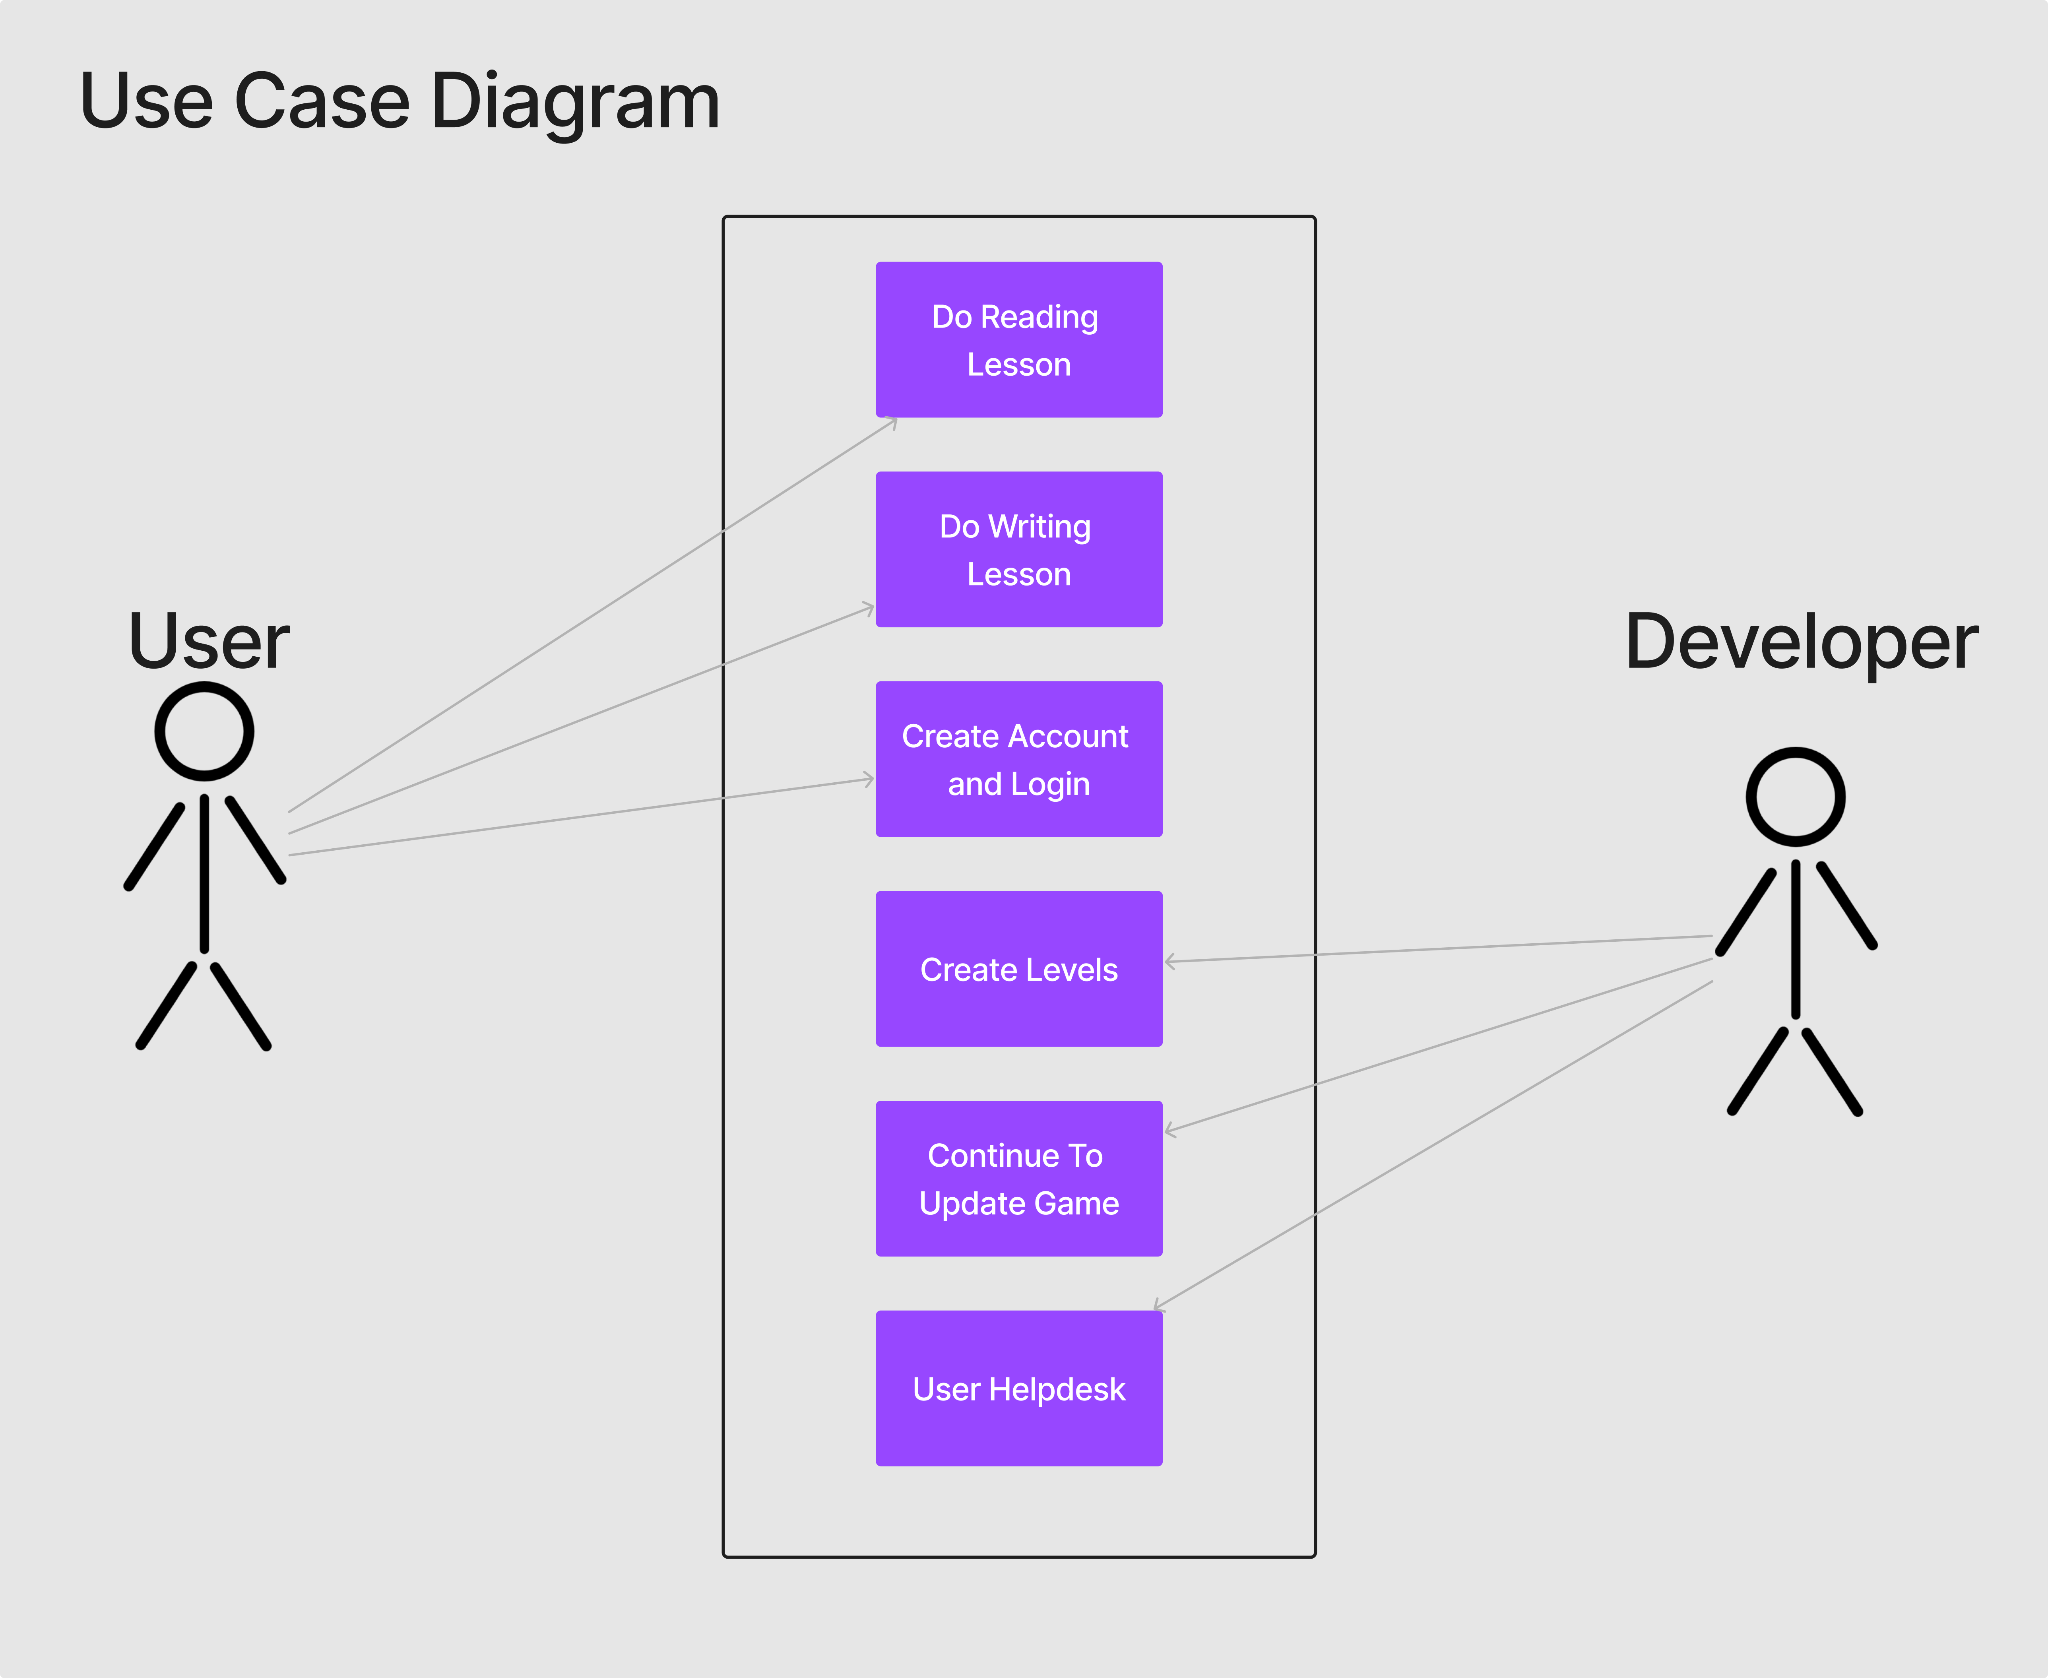 Use Case Diagram
Do Reading
Lesson
Do Writing
Lesson
User
Developer
Create Account
and Login
Create Levels
Continue To
Update Game
User Helpdesk